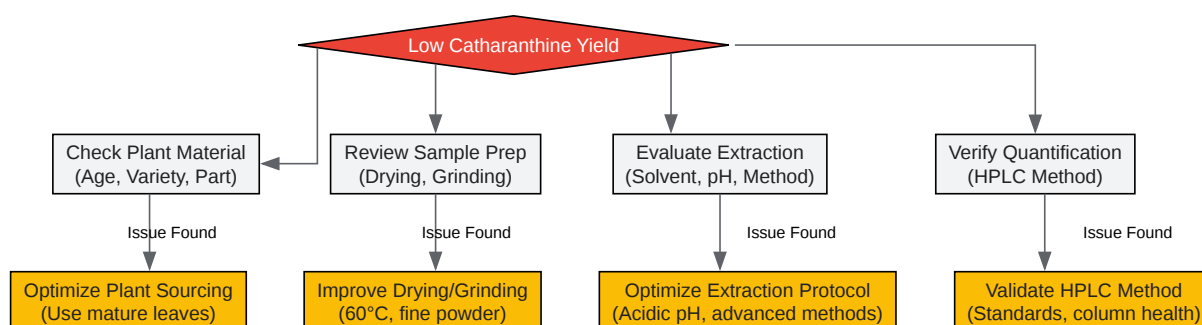 Low Catharanthine Yield
Check Plant Material
(Age, Variety, Part)
Review Sample Prep
(Drying, Grinding)
Evaluate Extraction
(Solvent, pH, Method)
Verify Quantification
(HPLC Method)
Issue Found
Issue Found
Issue Found
Issue Found
Optimize Plant Sourcing
(Use mature leaves)
Improve Drying/Grinding
(60°C, fine powder)
Optimize Extraction Protocol
(Acidic pH, advanced methods)
Validate HPLC Method
(Standards, column health)